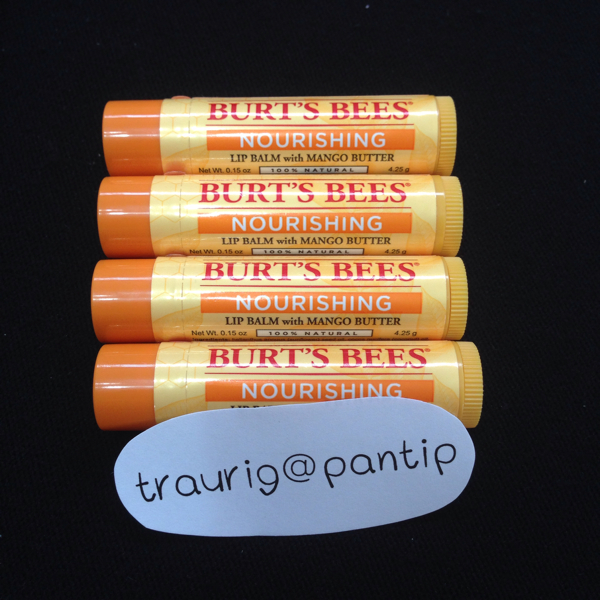 BURT'S BEES®
NOURISHING
LIP BALM with MANGO BUTTER
Net Wt. 0.15 oz 100% NATURAL 4.25 g
BURT'S BEES®
NOURISHING
LIP BALM with MANGO BUTTER
Net Wt. 0.15 oz 100% NATURAL 4.25 g
BURT'S BEES®
NOURISHING
LIP BALM with MANGO BUTTER
Net Wt. 0.15 oz 100% NATURAL 4.25 g
BURT'S BEES®
NOURISHING
traurig@pantip